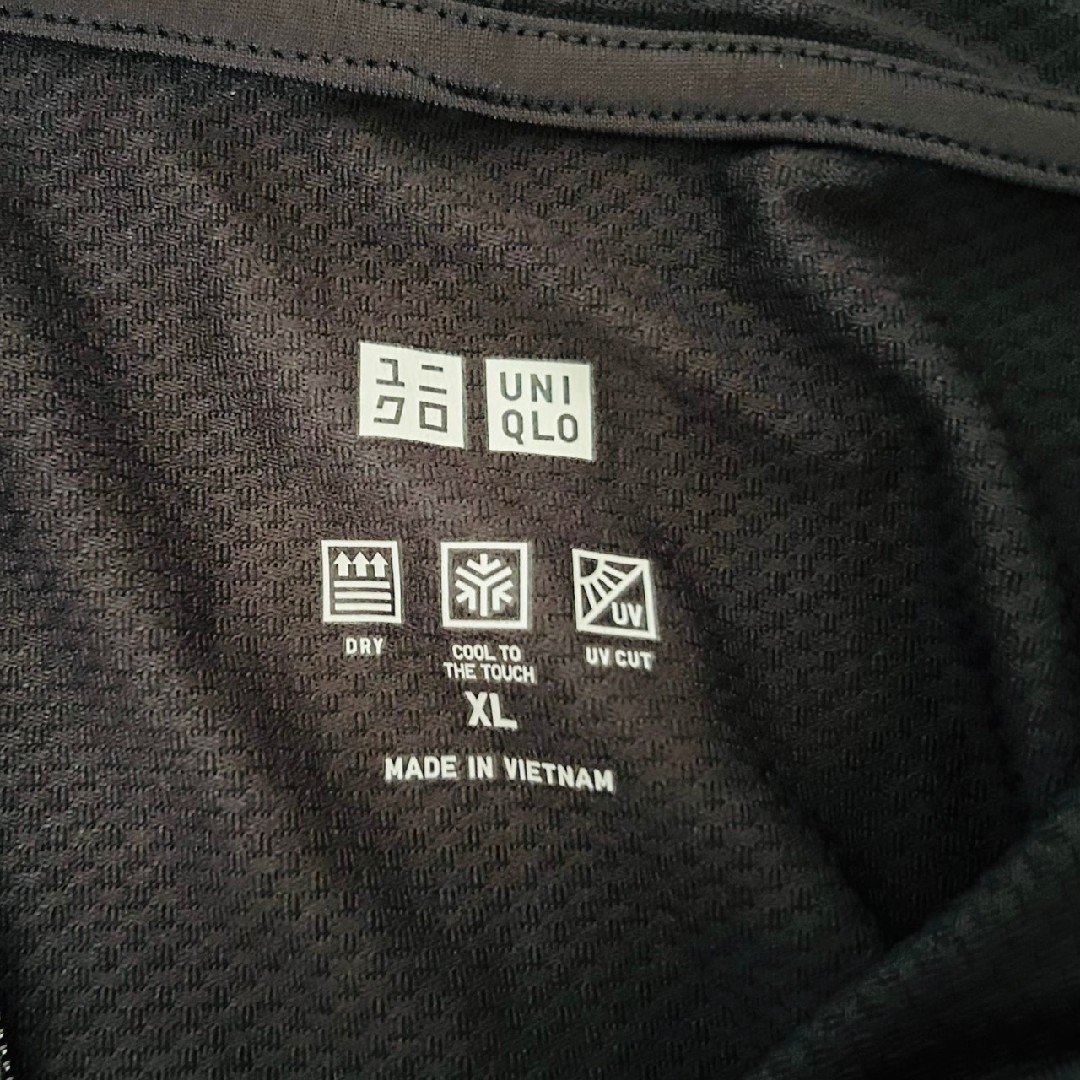 ユニ
クロ
UNI
QLO
UV
DRY
COOL TO
THE TOUCH
UV CUT
XL
MADE IN VIETNAM